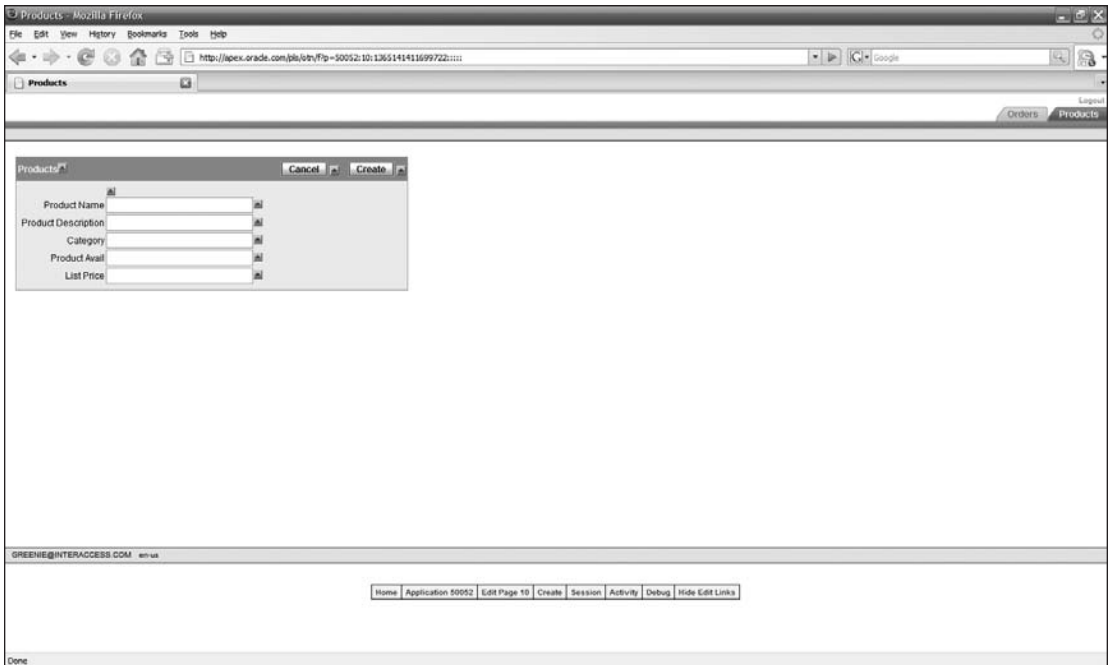 Products - Mozilla Firefox
File Edit View History Bookmarks Tools Help
http://apex.oracle.com/pls/otn/f?p=50052:10:1365141411699722:::::
Google
Products
Logout
Orders Products
Products Cancel Create
Product Name
Product Description
Category
Product Avail
List Price
GREENIE@INTERACCESS.COM en-us
Home Application 50052 Edit Page 10 Create Session Activity Debug Hide Edit Links
Done